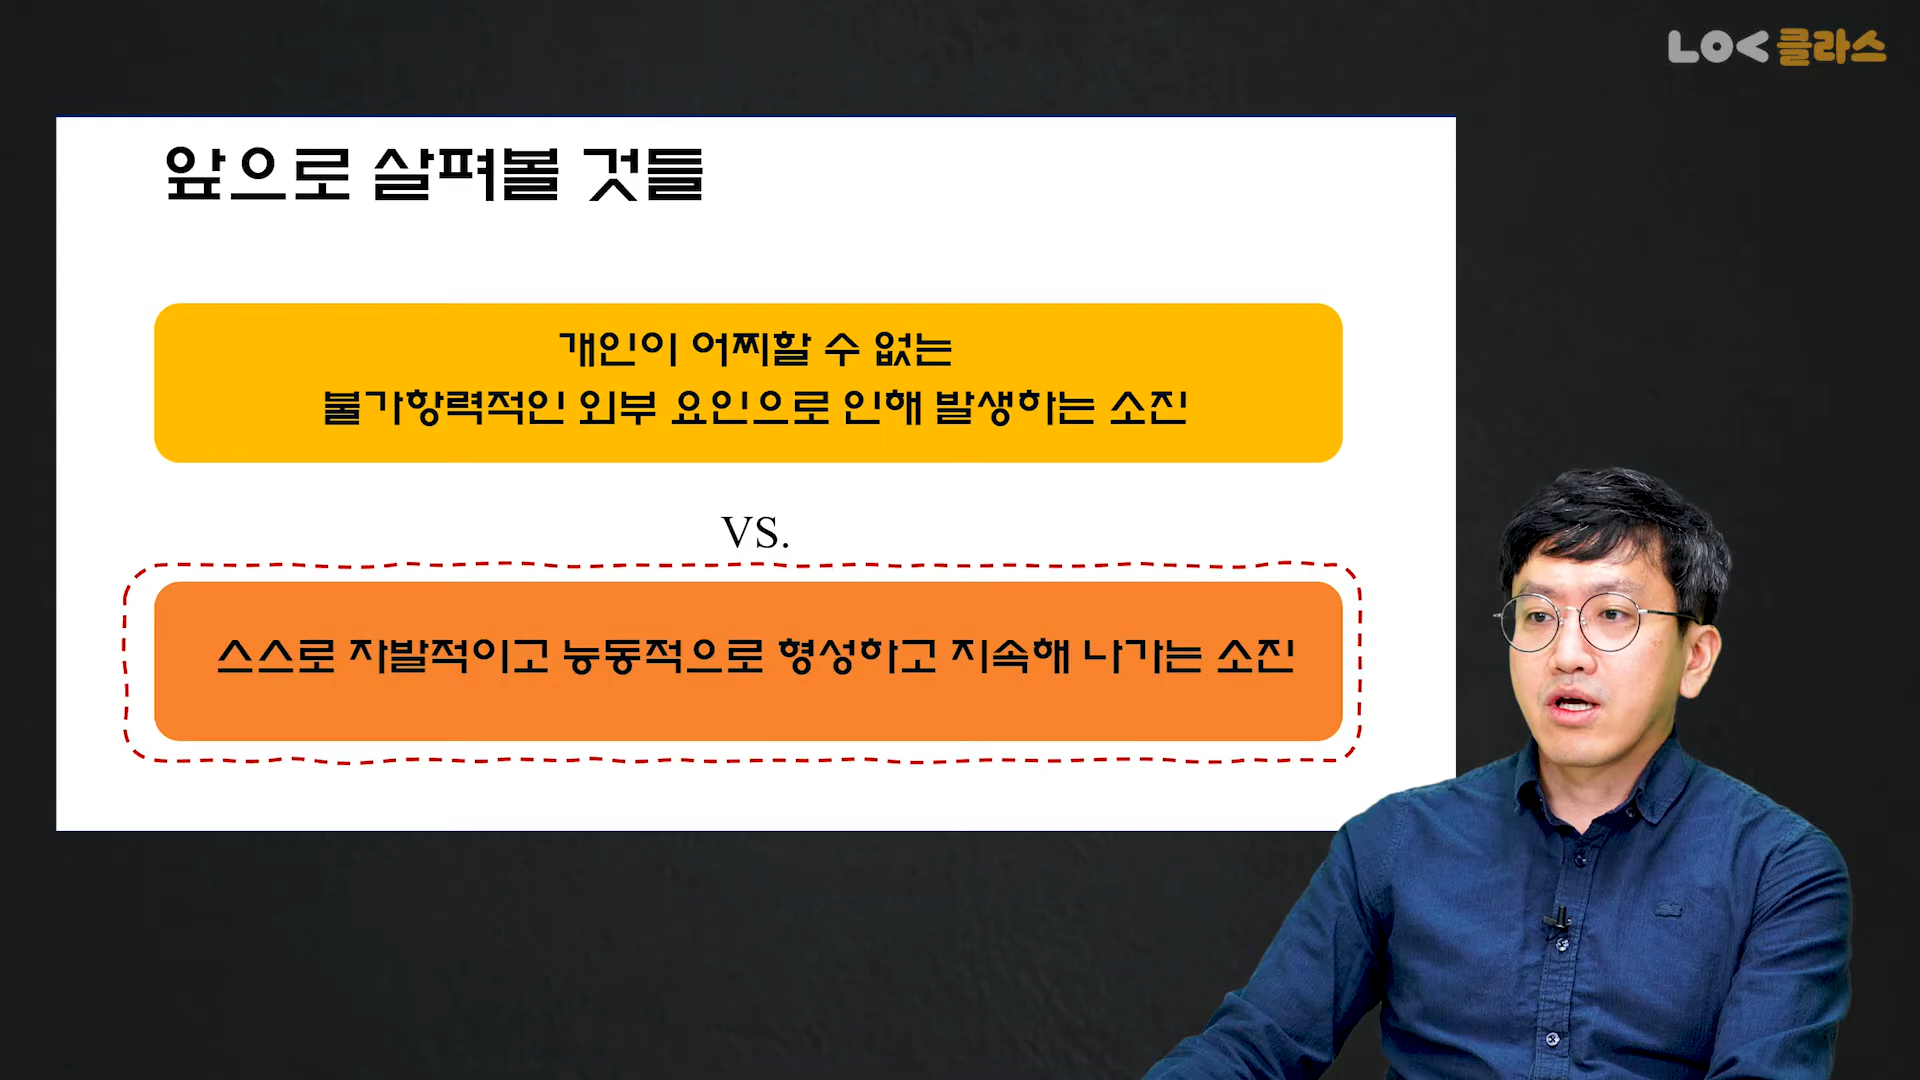 LOC 클라스
앞으로 살펴볼 것들
개인이 어찌할 수 없는
불가항력적인 외부 요인으로 인해 발생하는 소진
VS.
스스로 자발적이고 능동적으로 형성하고 지속해 나가는 소진